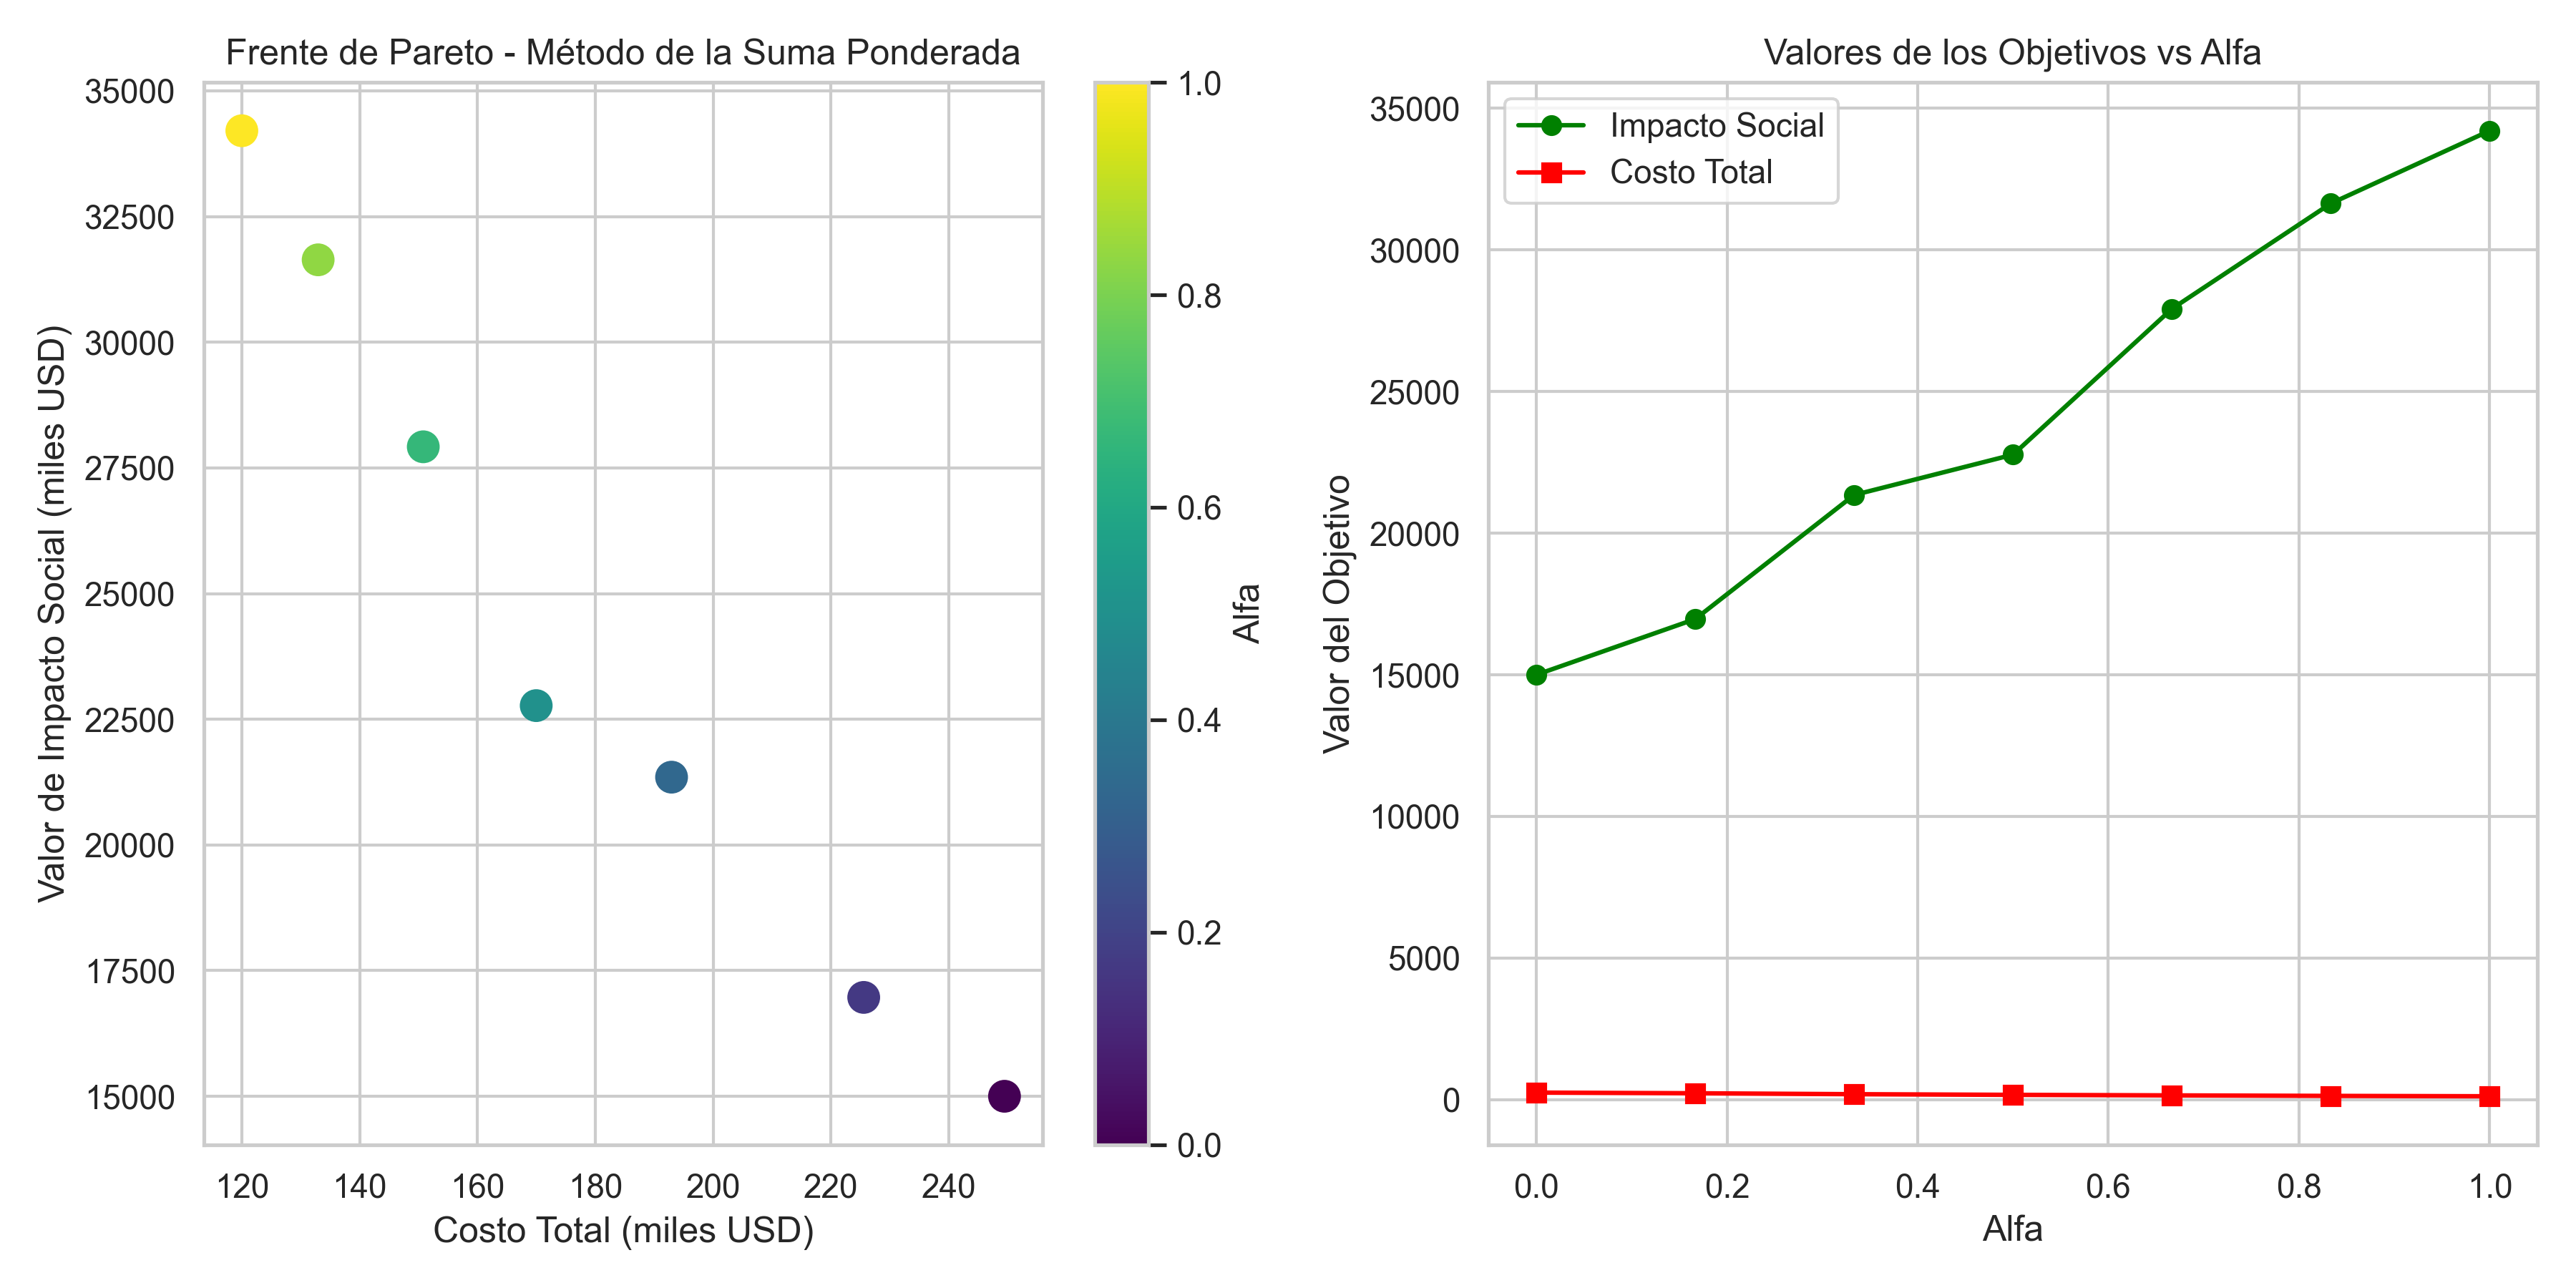 Frente de Pareto - Método de la Suma Ponderada
Valor de Impacto Social (miles USD)
35000
32500
30000
27500
25000
22500
20000
17500
15000
120 140 160 180 200 220 240
Costo Total (miles USD)
1.0
0.8
0.6
0.4
0.2
0.0
Alfa
Valores de los Objetivos vs Alfa
Impacto Social
Costo Total
Valor del Objetivo
35000
30000
25000
20000
15000
10000
5000
0
0.0 0.2 0.4 0.6 0.8 1.0
Alfa